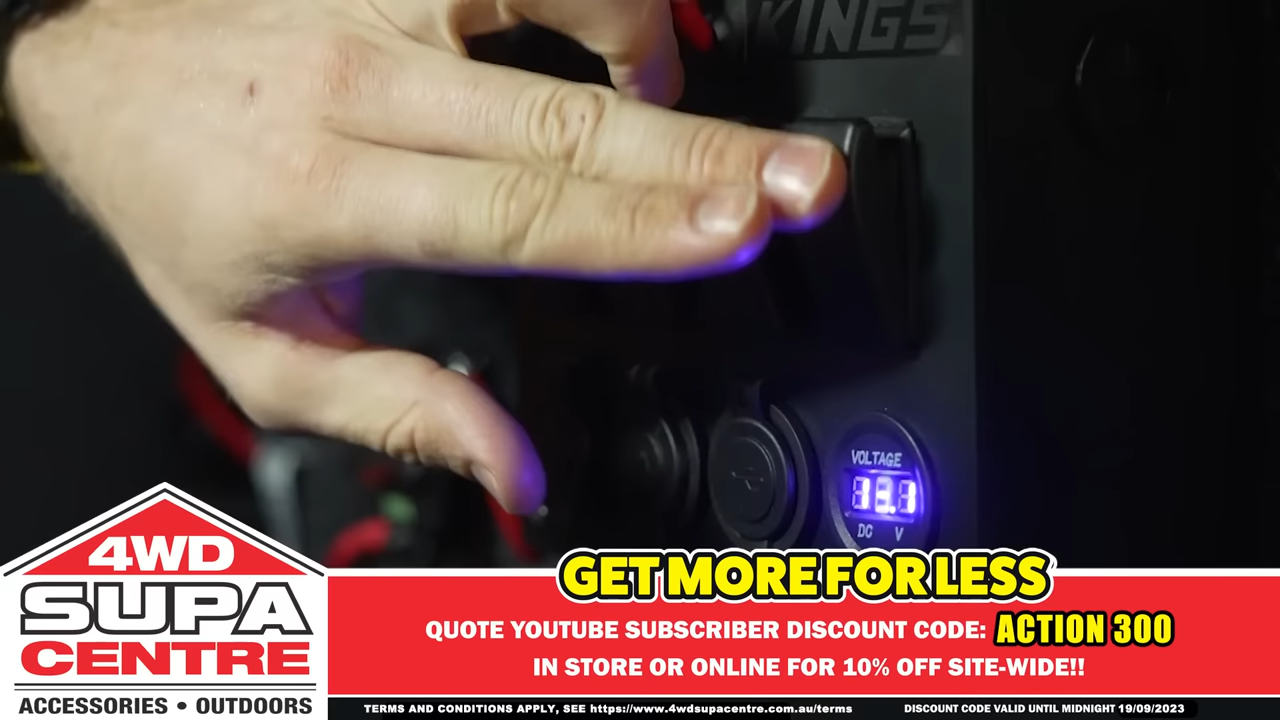 KINGS
VOLTAGE
13.1
DC V
4WD
SUPA
CENTRE
ACCESSORIES • OUTDOORS
GET MORE FOR LESS
QUOTE YOUTUBE SUBSCRIBER DISCOUNT CODE: ACTION 300
IN STORE OR ONLINE FOR 10% OFF SITE-WIDE!!
TERMS AND CONDITIONS APPLY, SEE https://www.4wdsupacentre.com.au/terms
DISCOUNT CODE VALID UNTIL MIDNIGHT 19/09/2023